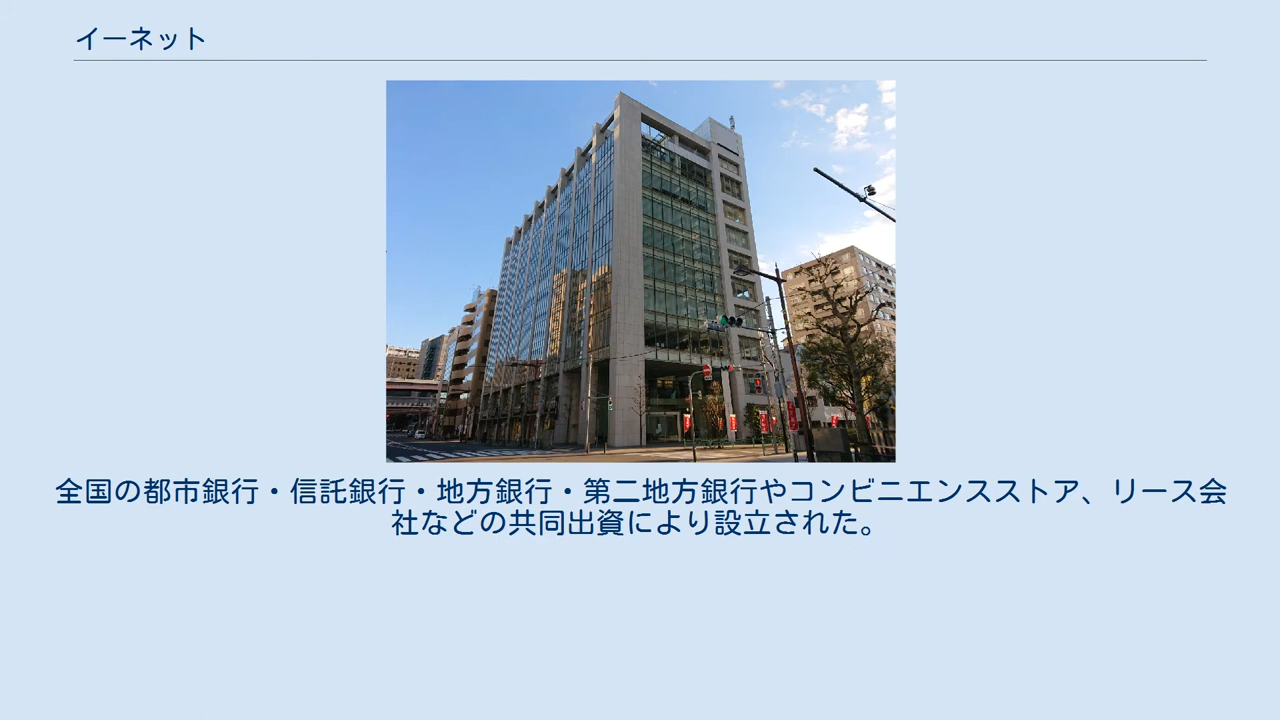 イーネット
全国の都市銀行・信託銀行・地方銀行・第二地方銀行やコンビニエンスストア、リース会
社などの共同出資により設立された。